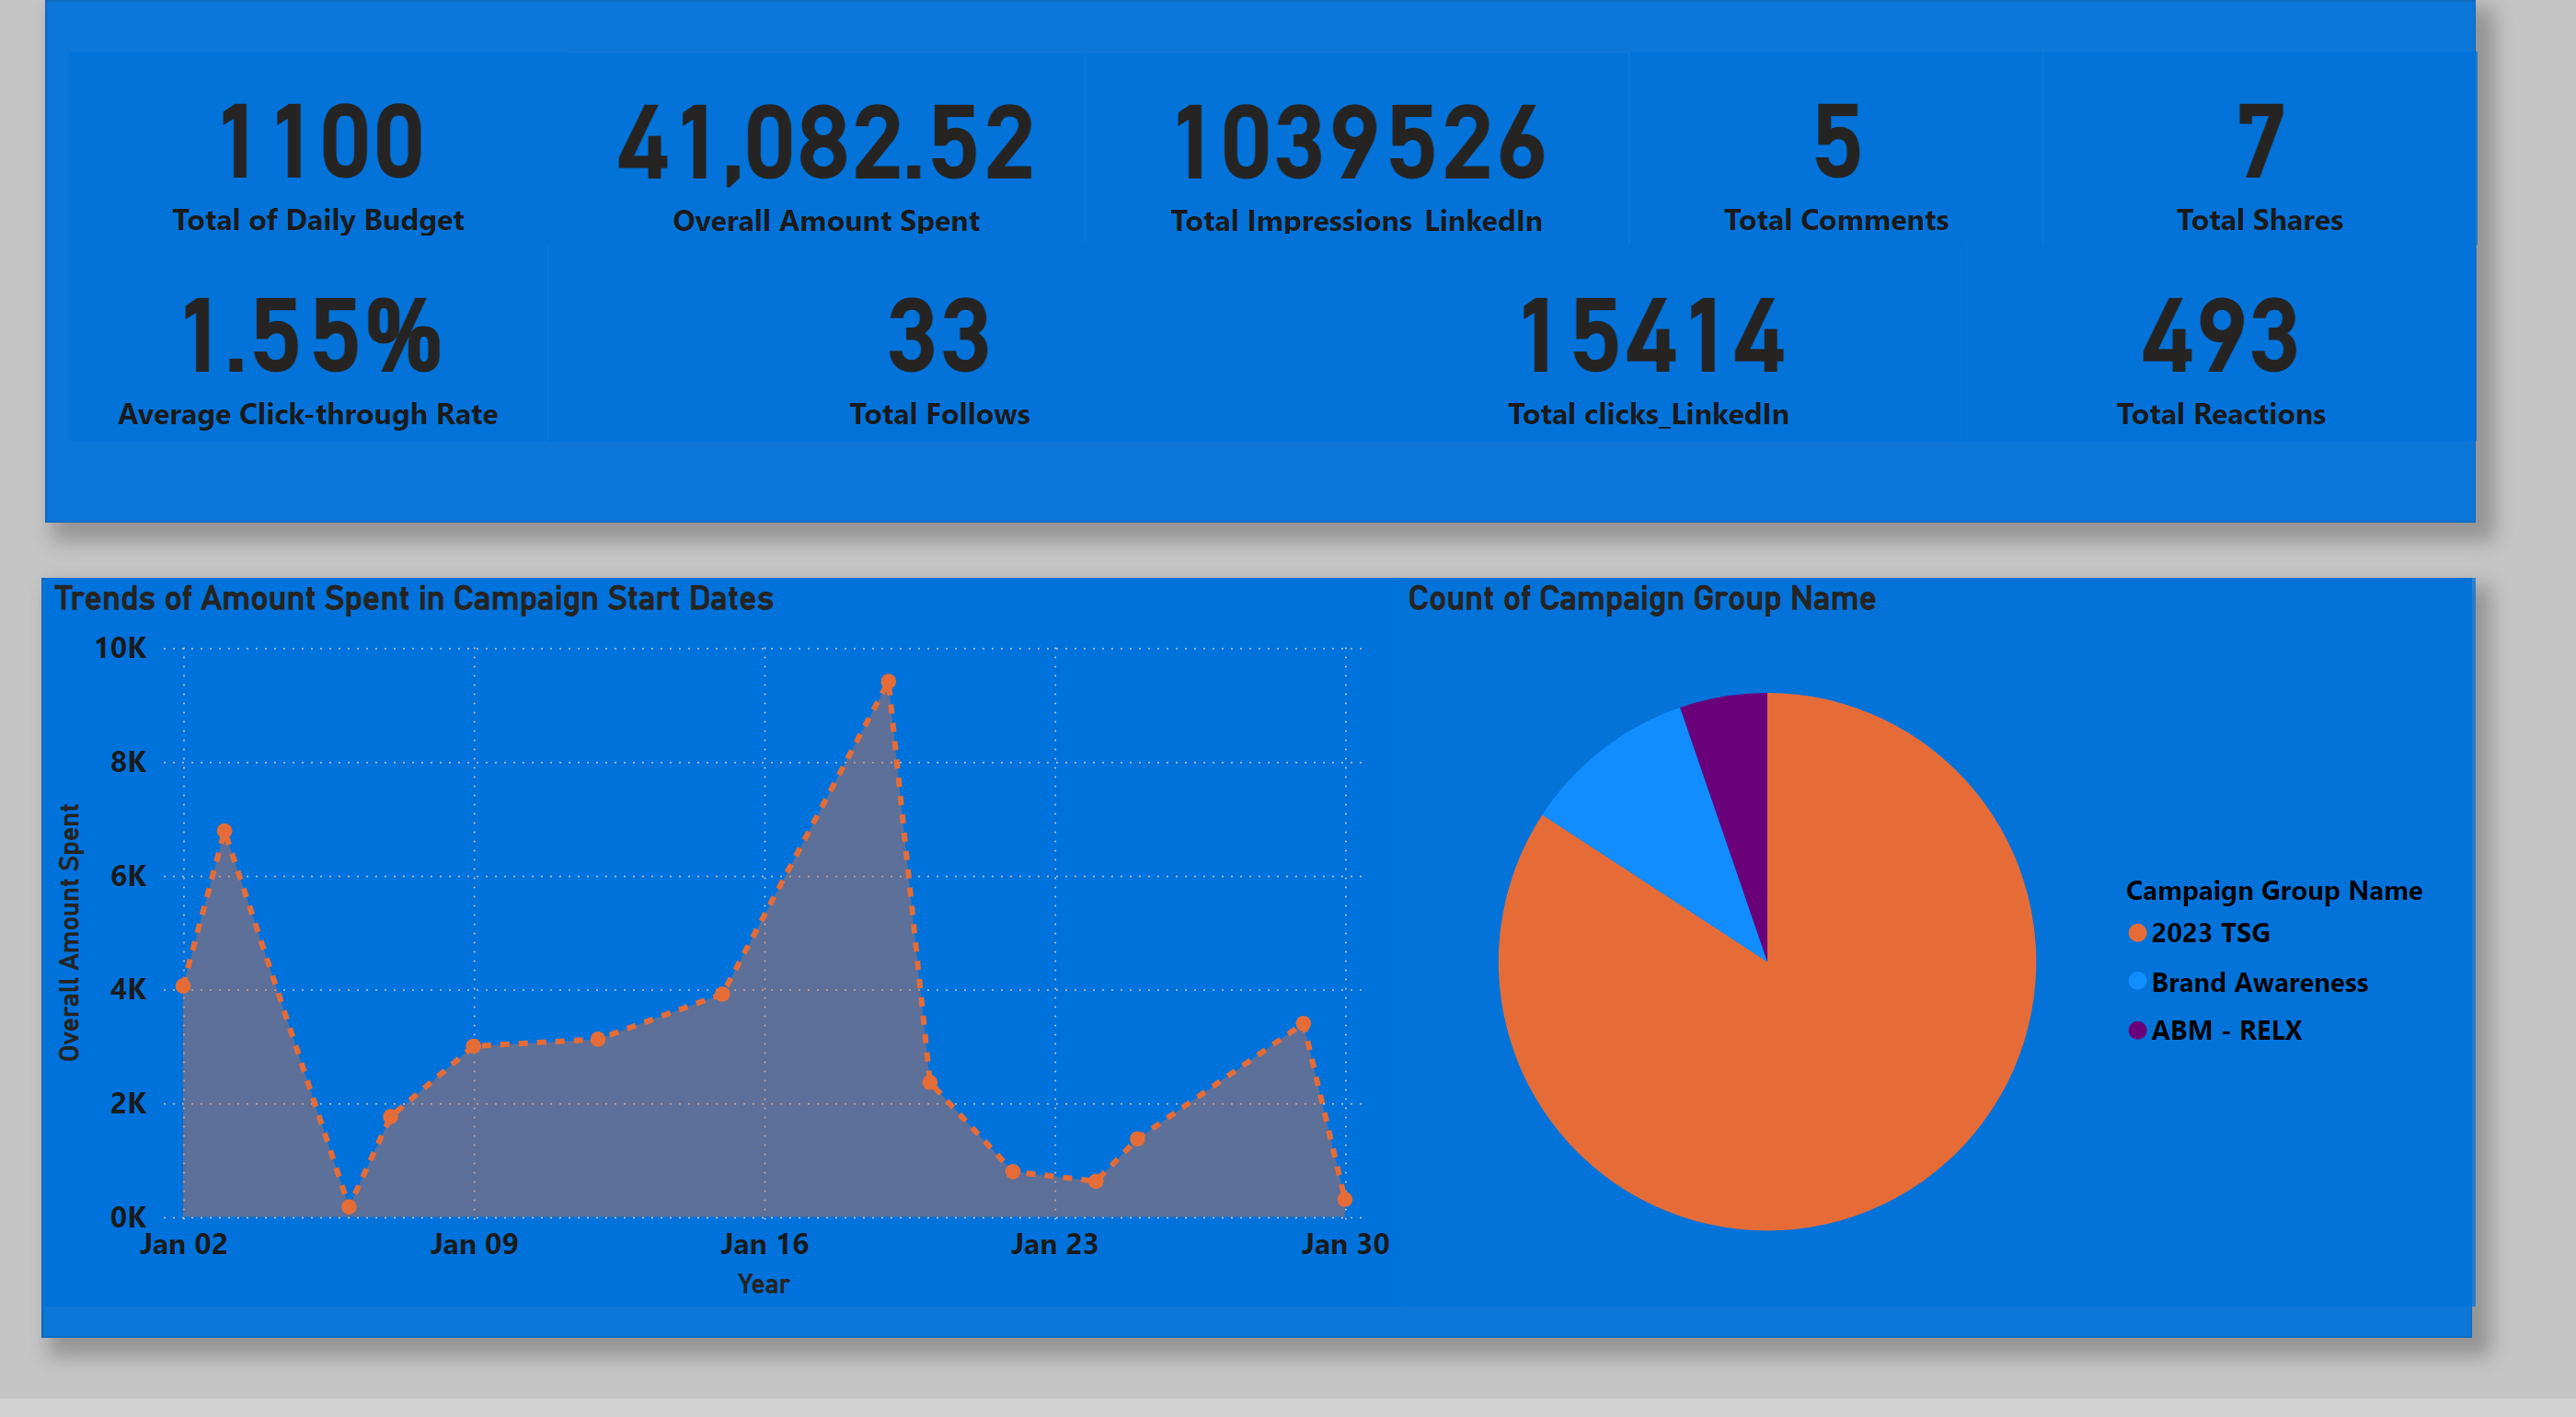 1100 41,082.52 1039526 5 7
Total of Daily Budget Overall Amount Spent Total Impressions LinkedIn Total Comments Total Shares
1.55% 33 15414 493
Average Click-through Rate Total Follows Total clicks_LinkedIn Total Reactions
Trends of Amount Spent in Campaign Start Dates
10K
8K
6K
4K
2K
0K
Overall Amount Spent
Jan 02 Jan 09 Jan 16 Jan 23 Jan 30
Year
Count of Campaign Group Name
Campaign Group Name
2023 TSG
Brand Awareness
ABM - RELX